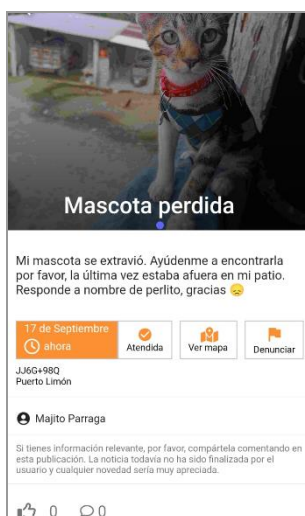 Mascota perdida
Mi mascota se extravió. Ayúdenme a encontrarla
por favor, la última vez estaba afuera en mi patio.
Responde a nombre de perlito, gracias 😞
17 de Septiembre
ahora
Atendida
Ver mapa
Denunciar
JJ6G+98Q
Puerto Limón
Majito Parraga
Si tienes información relevante, por favor, compártela comentando en
esta publicación. La noticia todavía no ha sido finalizada por el
usuario y cualquier novedad sería muy apreciada.
0 0